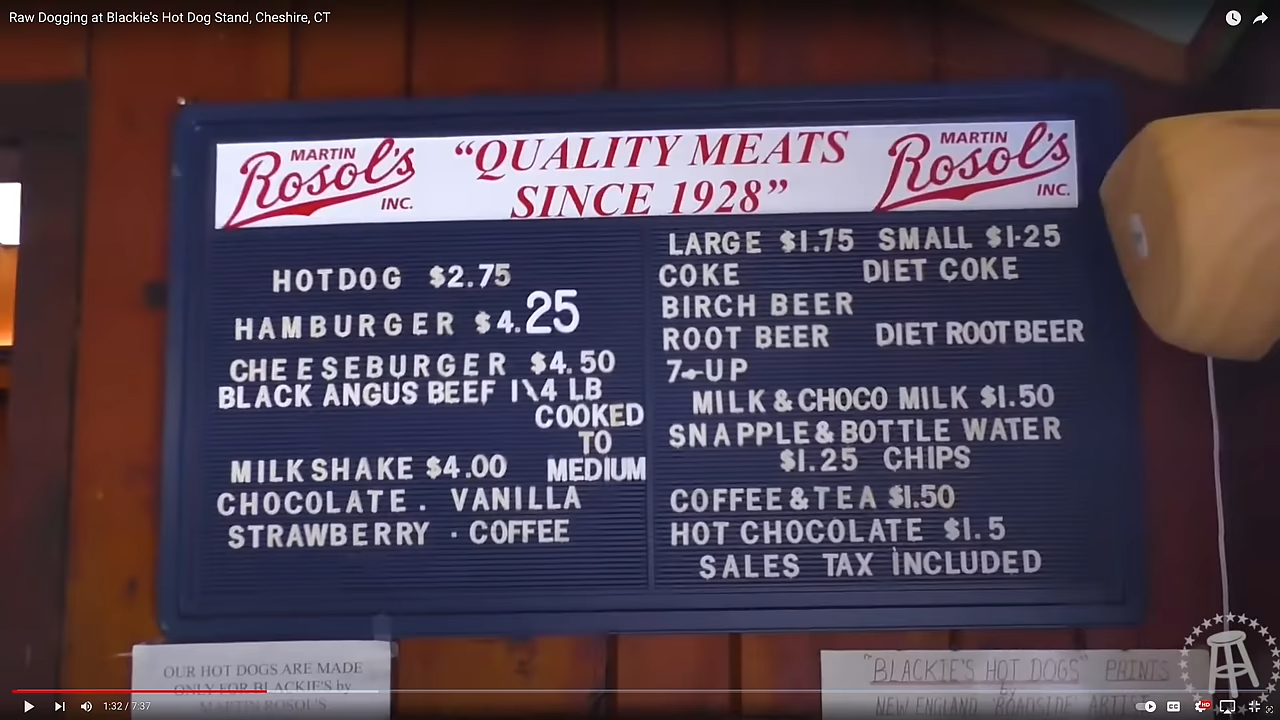 Raw Dogging at Blackie's Hot Dog Stand, Cheshire, CT
MARTIN
Rosol's
INC.
"QUALITY MEATS
SINCE 1928"
MARTIN
Rosol's
INC.
HOTDOG $2.75
HAMBURGER $4.25
CHEESEBURGER $4.50
BLACK ANGUS BEEF 1\4 LB
COOKED
TO
MEDIUM
MILKSHAKE $4.00
CHOCOLATE. VANILLA
STRAWBERRY · COFFEE
LARGE $1.75 SMALL $1·25
COKE DIET COKE
BIRCH BEER
ROOT BEER DIET ROOT BEER
7-UP
MILK & CHOCO MILK $1.50
SNAPPLE & BOTTLE WATER
$1.25 CHIPS
COFFEE & TEA $1.50
HOT CHOCOLATE $1.5
SALES TAX INCLUDED
OUR HOT DOGS ARE MADE
ONLY FOR BLACKIE'S by
MARTIN ROSOL'S
"BLACKIE'S HOT DOGS" PRINTS
by
NEW ENGLAND "ROADSIDE" ARTIST
1:32 / 7:37
CC
HD